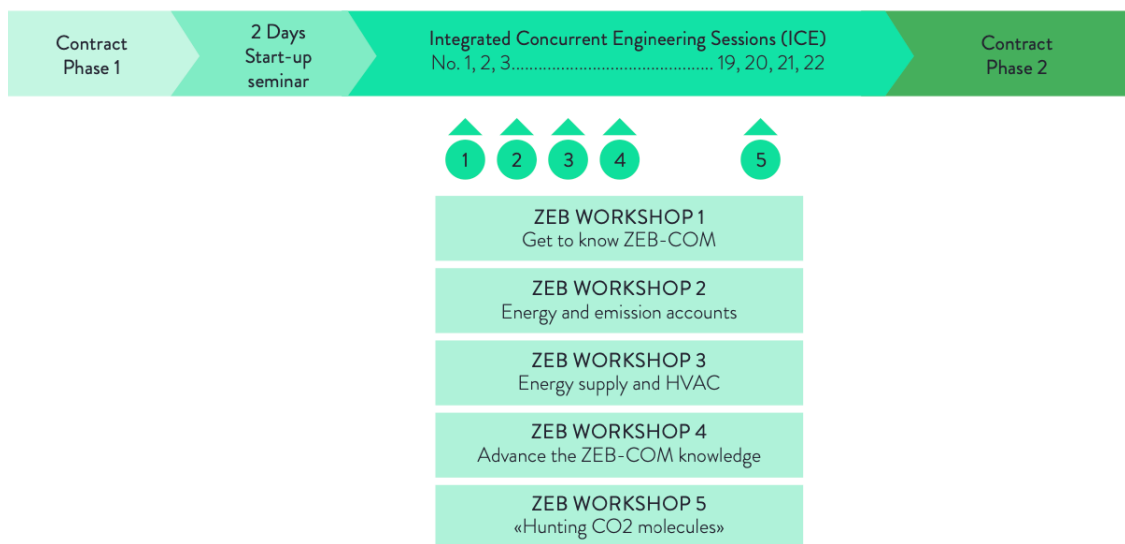 Contract
Phase 1
2 Days
Start-up
seminar
Integrated Concurrent Engineering Sessions (ICE)
No. 1, 2, 3............................................. 19, 20, 21, 22
Contract
Phase 2
1
2
3
4
5
ZEB WORKSHOP 1
Get to know ZEB-COM
ZEB WORKSHOP 2
Energy and emission accounts
ZEB WORKSHOP 3
Energy supply and HVAC
ZEB WORKSHOP 4
Advance the ZEB-COM knowledge
ZEB WORKSHOP 5
«Hunting CO2 molecules»